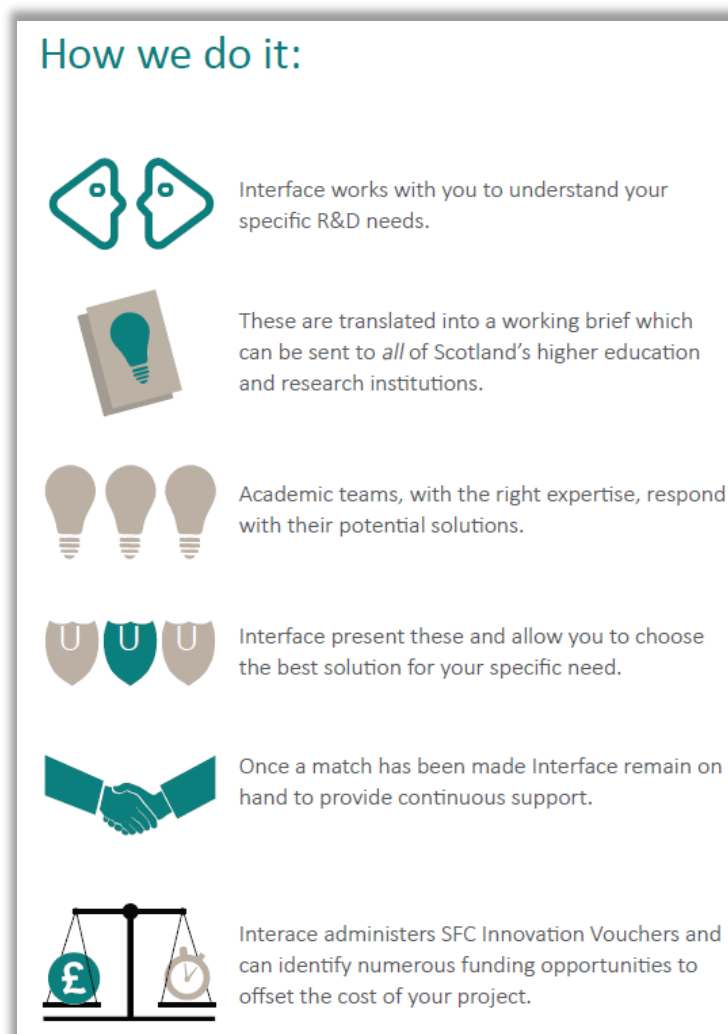 How we do it:
Interface works with you to understand your
specific R&D needs.
These are translated into a working brief which
can be sent to all of Scotland's higher education
and research institutions.
Academic teams, with the right expertise, respond
with their potential solutions.
U U U
Interface present these and allow you to choose
the best solution for your specific need.
Once a match has been made Interface remain on
hand to provide continuous support.
£
Interace administers SFC Innovation Vouchers and
can identify numerous funding opportunities to
offset the cost of your project.